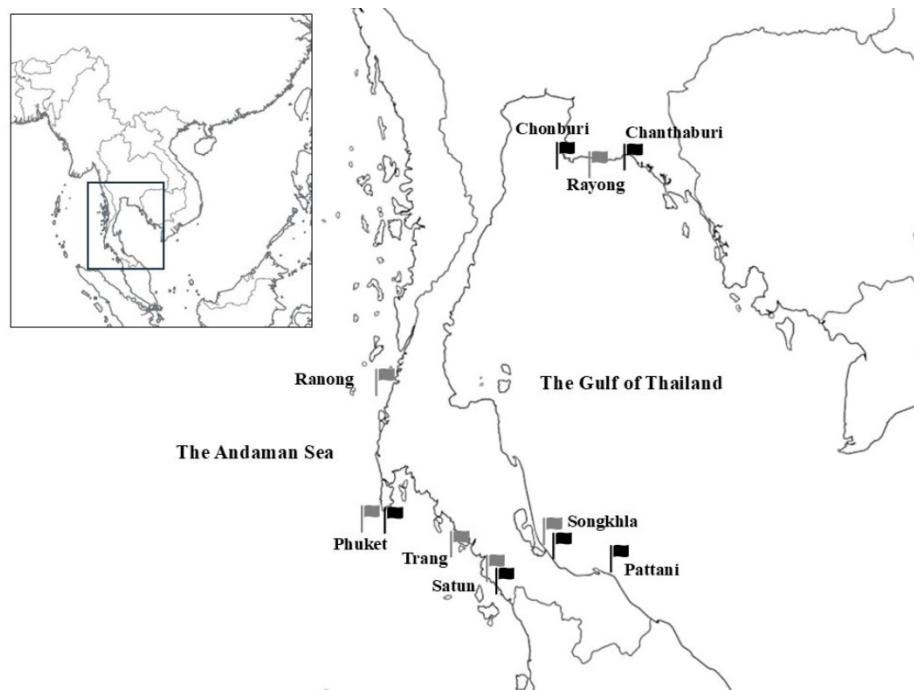 Chonburi
Chanthaburi
Rayong
Ranong
The Gulf of Thailand
The Andaman Sea
Songkhla
Phuket
Trang
Pattani
Satun